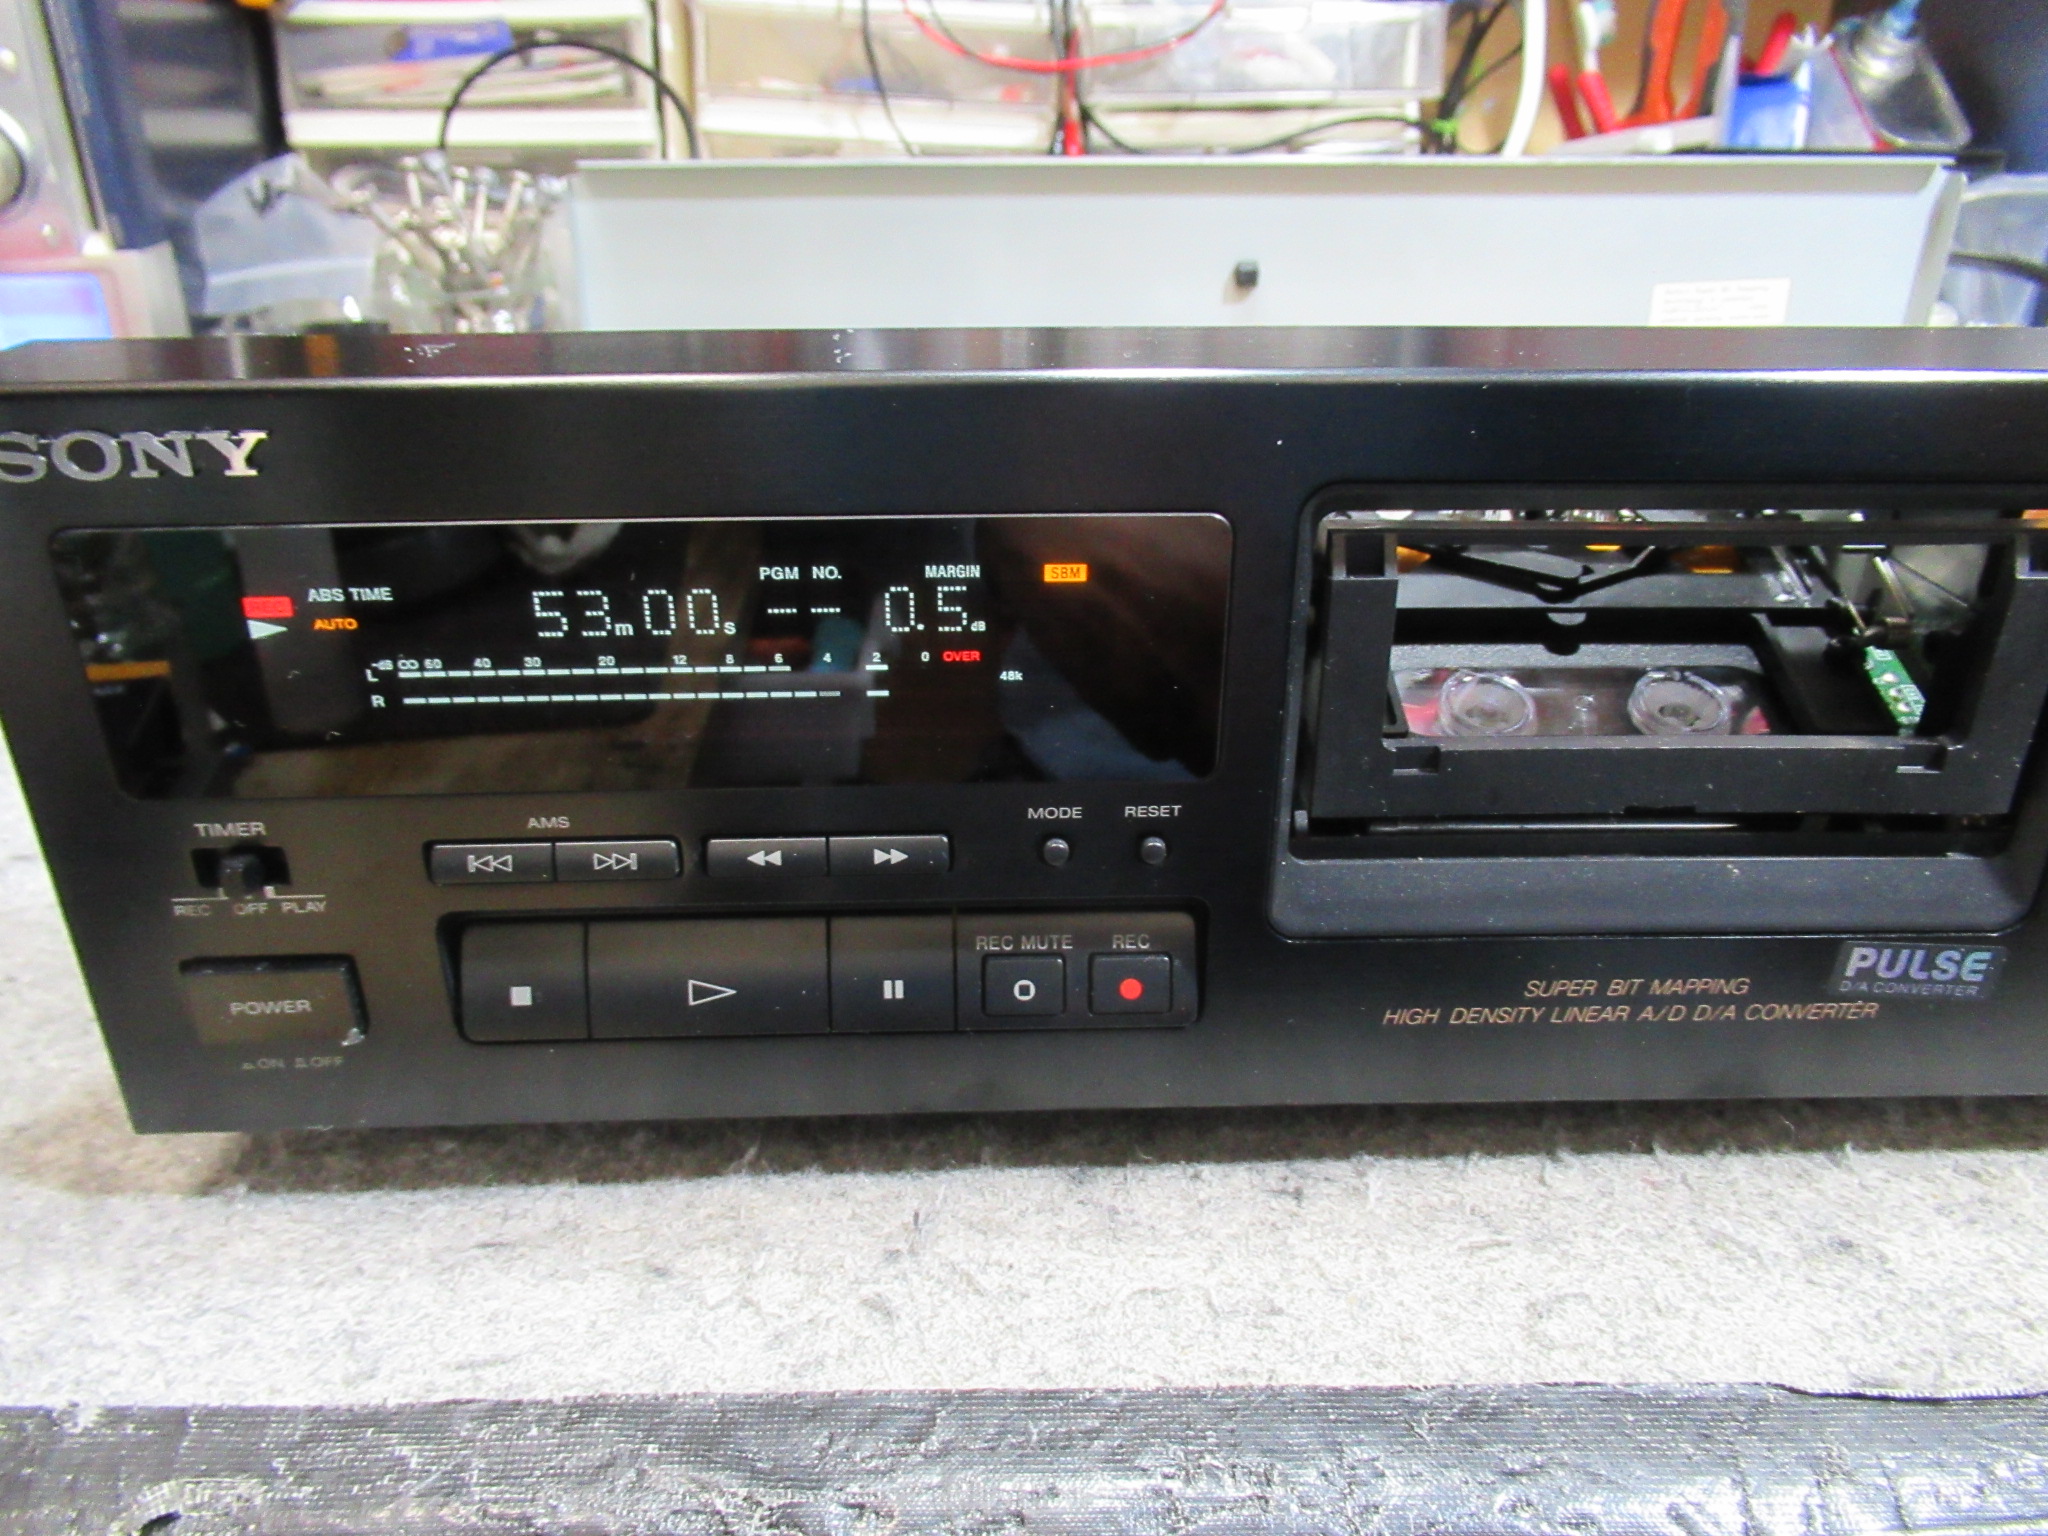 SONY
PGM NO. MARGIN SBM
REC ABS TIME
AUTO 53m00s -- -- 0.5dB
-dB ∞ 60 40 30 20 12 8 6 4 2 0 OVER
L 48k
R
TIMER AMS MODE RESET
REC OFF PLAY
REC MUTE REC
POWER
ON OFF
PULSE
D/A CONVERTER
SUPER BIT MAPPING
HIGH DENSITY LINEAR A/D D/A CONVERTER